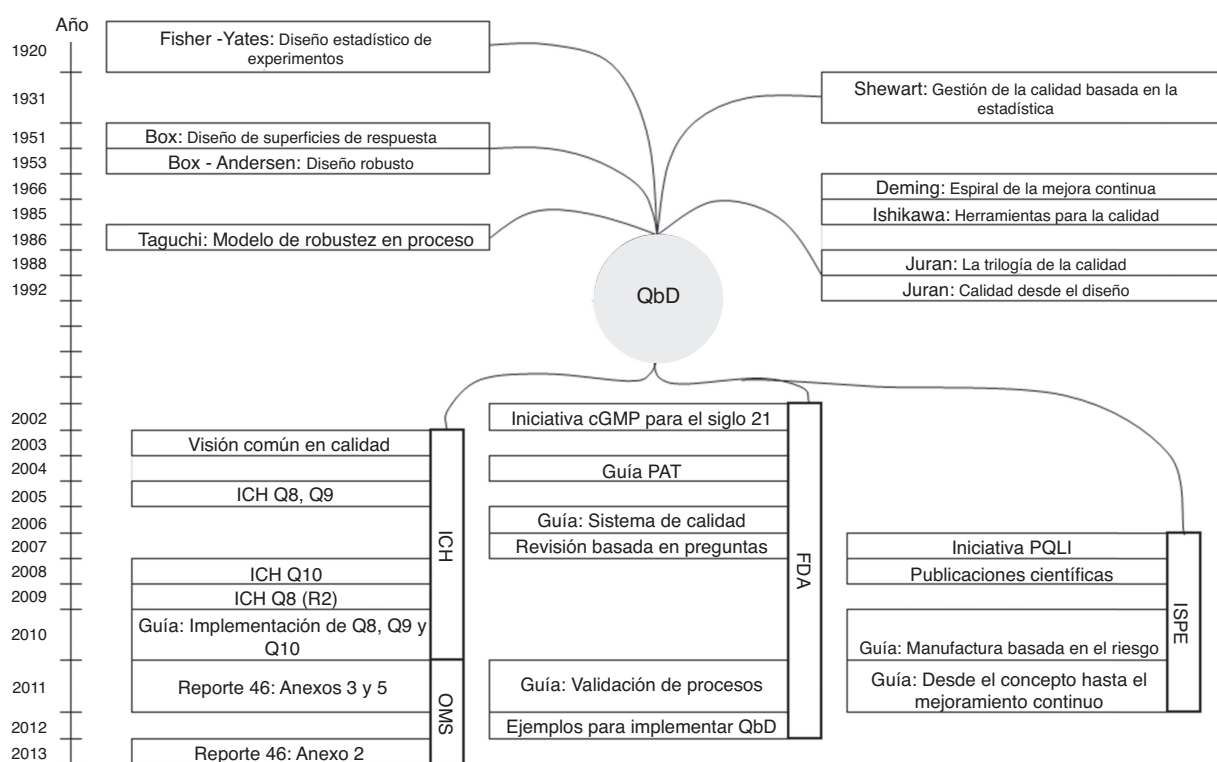 Año
1920
Fisher -Yates: Diseño estadístico de
experimentos
1931
Shewart: Gestión de la calidad basada en la
estadística
1951
Box: Diseño de superficies de respuesta
1953
Box - Andersen: Diseño robusto
1966
Deming: Espiral de la mejora continua
1985
Ishikawa: Herramientas para la calidad
1986
Taguchi: Modelo de robustez en proceso
1988
Juran: La trilogía de la calidad
1992
Juran: Calidad desde el diseño
QbD
2002
Iniciativa cGMP para el siglo 21
2003
Visión común en calidad
2004
Guía PAT
2005
ICH Q8, Q9
2006
Guía: Sistema de calidad
2007
Revisión basada en preguntas
Iniciativa PQLI
2008
ICH Q10
Publicaciones científicas
2009
ICH Q8 (R2)
2010
Guía: Implementación de Q8, Q9 y
Q10
Guía: Manufactura basada en el riesgo
2011
Reporte 46: Anexos 3 y 5
Guía: Validación de procesos
Guía: Desde el concepto hasta el
mejoramiento continuo
2012
Ejemplos para implementar QbD
2013
Reporte 46: Anexo 2
ICH
OMS
FDA
ISPE